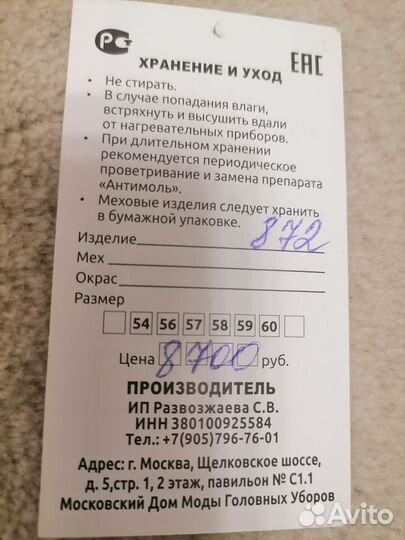 РСТ
ЕАС
ХРАНЕНИЕ И УХОД
• Не стирать.
• В случае попадания влаги,
встряхнуть и высушить вдали
от нагревательных приборов.
• При длительном хранении
рекомендуется периодическое
проветривание и замена препарата
«Антимоль».
• Меховые изделия следует хранить
в бумажной упаковке.
Изделие 872
Мех
Окрас
Размер
54 56 57 58 59 60
Цена 8700 руб.
ПРОИЗВОДИТЕЛЬ
ИП Развозжаева С.В.
ИНН 380100925584
Тел.: +7(905)796-76-01
Адрес: г. Москва, Щелковское шоссе,
д. 5,стр. 1, 2 этаж, павильон № С1.1
Московский Дом Моды Головных Уборов
Avito